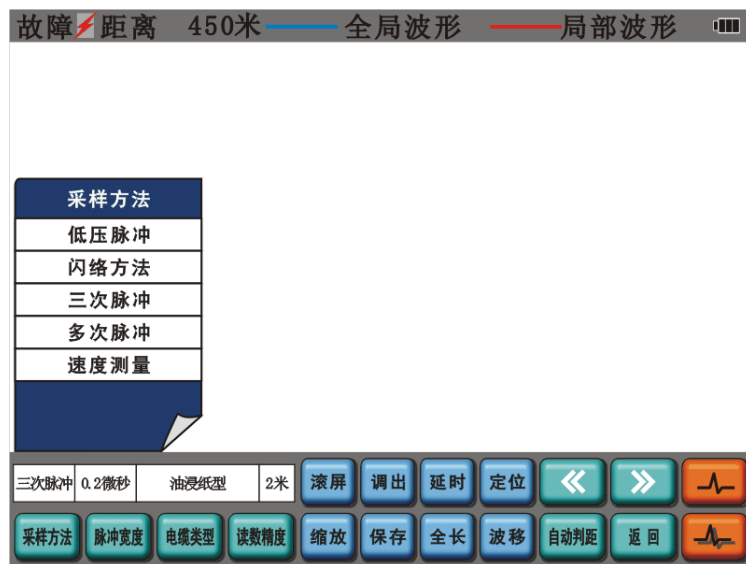 故障距离 450米 全局波形 局部波形
采样方法
低压脉冲
闪络方法
三次脉冲
多次脉冲
速度测量
三次脉冲 0.2微秒 油浸纸型 2米 滚屏 调出 延时 定位
采样方法 脉冲宽度 电缆类型 读数精度 缩放 保存 全长 波移 自动判距 返回